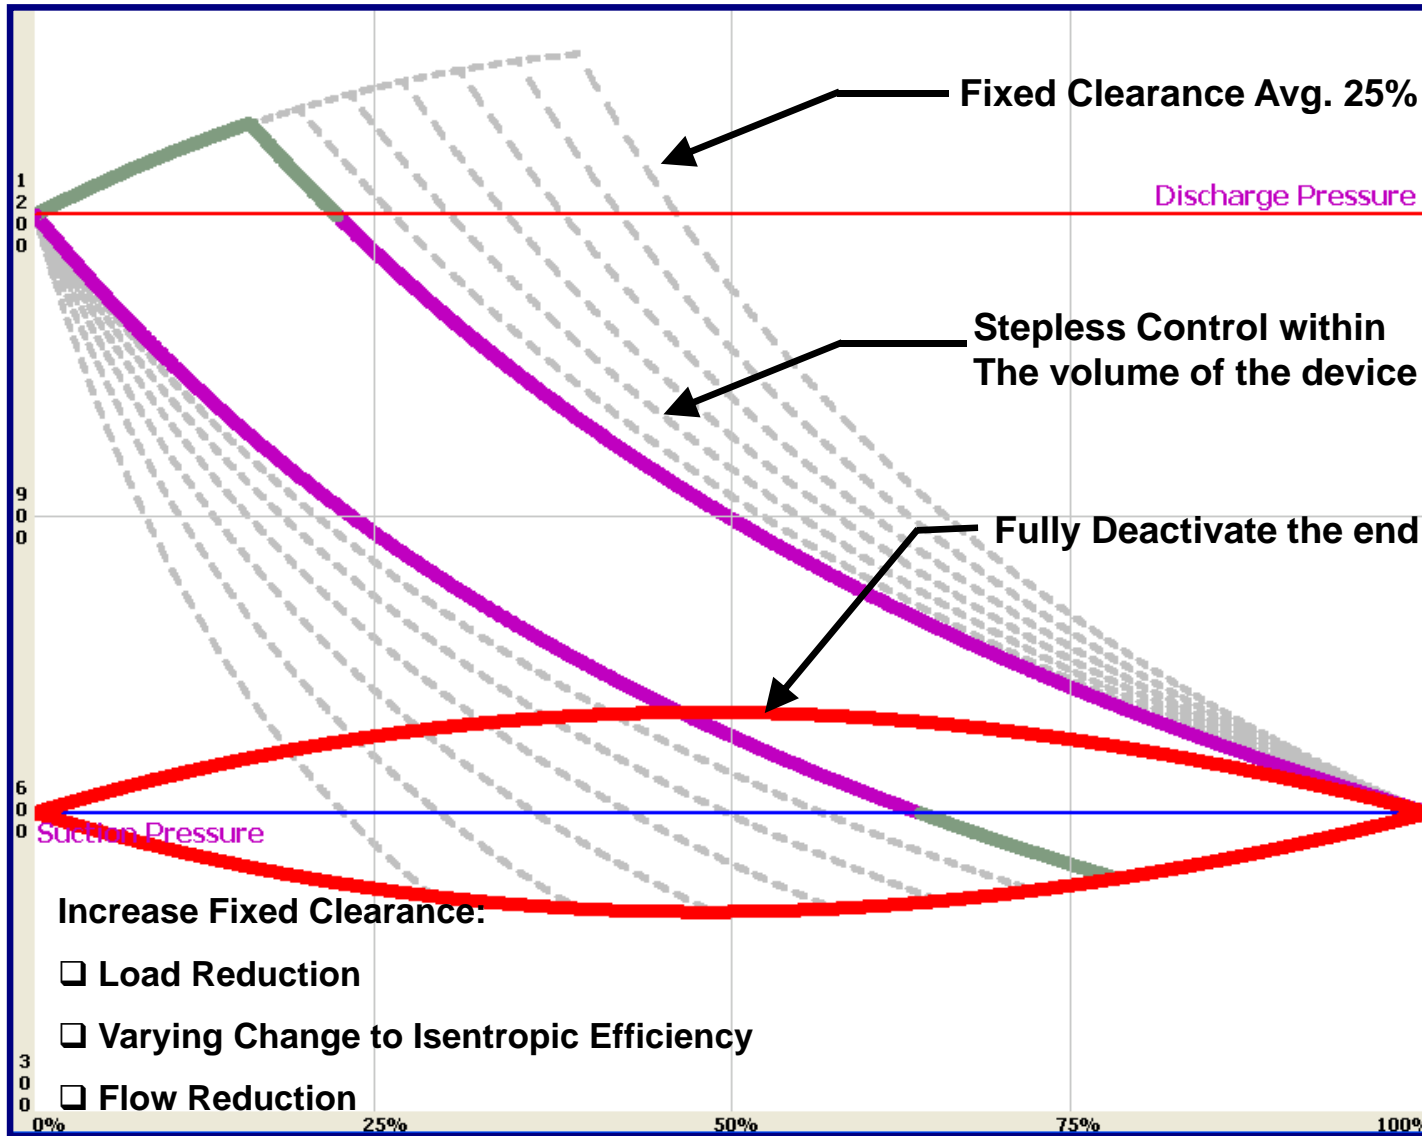 Fixed Clearance Avg. 25%
1200
Discharge Pressure
Stepless Control within
The volume of the device
900
Fully Deactivate the end
600
Suction Pressure
Increase Fixed Clearance:
❑ Load Reduction
❑ Varying Change to Isentropic Efficiency
❑ Flow Reduction
300
0% 25% 50% 75% 100%